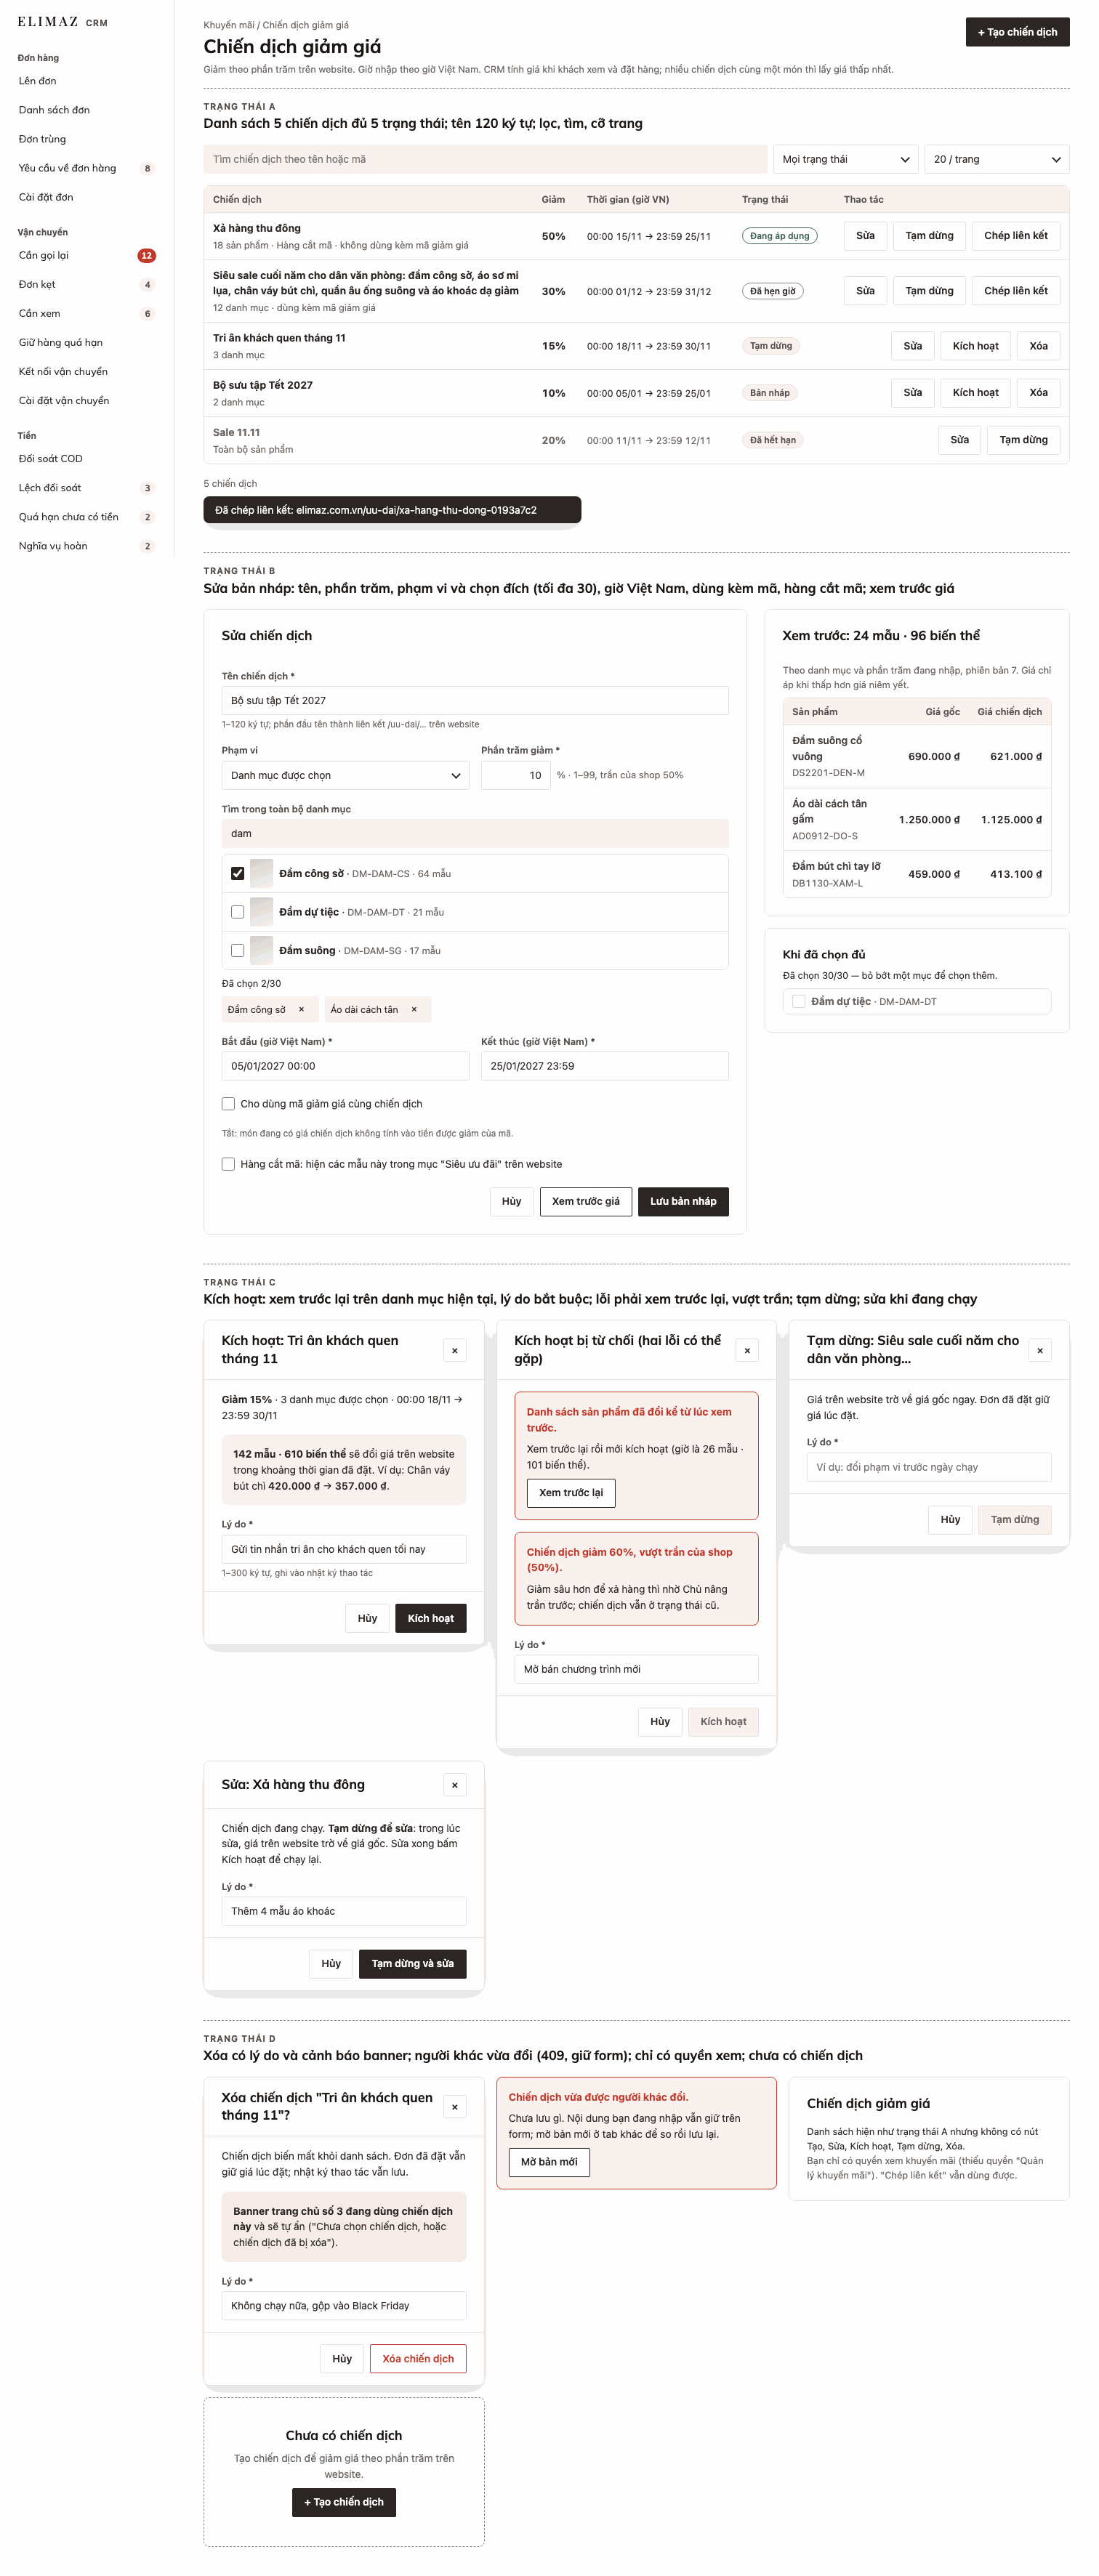 ELIMAZ CRM
Đơn hàng
Lên đơn
Danh sách đơn
Đơn trùng
Yêu cầu về đơn hàng 8
Cài đặt đơn
Vận chuyển
Cần gọi lại 12
Đơn kẹt 4
Cần xem 6
Giữ hàng quá hạn
Kết nối vận chuyển
Cài đặt vận chuyển
Tiền
Đối soát COD
Lệch đối soát 3
Quá hạn chưa có tiền 2
Nghĩa vụ hoàn 2
Khuyến mãi / Chiến dịch giảm giá
Chiến dịch giảm giá
+ Tạo chiến dịch
Giảm theo phần trăm trên website. Giờ nhập theo giờ Việt Nam. CRM tính giá khi khách xem và đặt hàng; nhiều chiến dịch cùng một món thì lấy giá thấp nhất.
TRẠNG THÁI A
Danh sách 5 chiến dịch đủ 5 trạng thái; tên 120 ký tự; lọc, tìm, cỡ trang
Tìm chiến dịch theo tên hoặc mã
Mọi trạng thái
20 / trang
Chiến dịch Giảm Thời gian (giờ VN) Trạng thái Thao tác
Xả hàng thu đông
18 sản phẩm · Hàng cắt mã · không dùng kèm mã giảm giá
50% 00:00 15/11 → 23:59 25/11 Đang áp dụng Sửa Tạm dừng Chép liên kết
Siêu sale cuối năm cho dân văn phòng: đầm công sở, áo sơ mi
lụa, chân váy bút chì, quần âu ống suông và áo khoác dạ giảm
12 danh mục · dùng kèm mã giảm giá
30% 00:00 01/12 → 23:59 31/12 Đã hẹn giờ Sửa Tạm dừng Chép liên kết
Tri ân khách quen tháng 11
3 danh mục
15% 00:00 18/11 → 23:59 30/11 Tạm dừng Sửa Kích hoạt Xóa
Bộ sưu tập Tết 2027
2 danh mục
10% 00:00 05/01 → 23:59 25/01 Bản nháp Sửa Kích hoạt Xóa
Sale 11.11
Toàn bộ sản phẩm
20% 00:00 11/11 → 23:59 12/11 Đã hết hạn Sửa Tạm dừng
5 chiến dịch
Đã chép liên kết: elimaz.com.vn/uu-dai/xa-hang-thu-dong-0193a7c2
TRẠNG THÁI B
Sửa bản nháp: tên, phần trăm, phạm vi và chọn đích (tối đa 30), giờ Việt Nam, dùng kèm mã, hàng cắt mã; xem trước giá
Sửa chiến dịch
Tên chiến dịch *
Bộ sưu tập Tết 2027
1–120 ký tự; phần đầu tên thành liên kết /uu-dai/... trên website
Phạm vi
Danh mục được chọn
Phần trăm giảm *
10 % · 1–99, trần của shop 50%
Tìm trong toàn bộ danh mục
dam
Đầm công sở · DM-DAM-CS · 64 mẫu
Đầm dự tiệc · DM-DAM-DT · 21 mẫu
Đầm suông · DM-DAM-SG · 17 mẫu
Đã chọn 2/30
Đầm công sở ×
Áo dài cách tân ×
Bắt đầu (giờ Việt Nam) *
05/01/2027 00:00
Kết thúc (giờ Việt Nam) *
25/01/2027 23:59
Cho dùng mã giảm giá cùng chiến dịch
Tắt: món đang có giá chiến dịch không tính vào tiền được giảm của mã.
Hàng cắt mã: hiện các mẫu này trong mục "Siêu ưu đãi" trên website
Hủy Xem trước giá Lưu bản nháp
Xem trước: 24 mẫu · 96 biến thể
Theo danh mục và phần trăm đang nhập, phiên bản 7. Giá chỉ
áp khi thấp hơn giá niêm yết.
Sản phẩm Giá gốc Giá chiến dịch
Đầm suông cổ
vuông
DS2201-DEN-M
690.000 ₫ 621.000 ₫
Áo dài cách tân
gấm
AD0912-DO-S
1.250.000 ₫ 1.125.000 ₫
Đầm bút chì tay lỡ
DB1130-XAM-L
459.000 ₫ 413.100 ₫
Khi đã chọn đủ
Đã chọn 30/30 — bỏ bớt một mục để chọn thêm.
Đầm dự tiệc · DM-DAM-DT
TRẠNG THÁI C
Kích hoạt: xem trước lại trên danh mục hiện tại, lý do bắt buộc; lỗi phải xem trước lại, vượt trần; tạm dừng; sửa khi đang chạy
Kích hoạt: Tri ân khách quen
tháng 11
×
Giảm 15% · 3 danh mục được chọn · 00:00 18/11 →
23:59 30/11
142 mẫu · 610 biến thể sẽ đổi giá trên website
trong khoảng thời gian đã đặt. Ví dụ: Chân váy
bút chì 420.000 ₫ → 357.000 ₫.
Lý do *
Gửi tin nhắn tri ân cho khách quen tối nay
1–300 ký tự, ghi vào nhật ký thao tác
Hủy Kích hoạt
Kích hoạt bị từ chối (hai lỗi có thể
gặp)
×
Danh sách sản phẩm đã đổi kể từ lúc xem
trước.
Xem trước lại rồi mới kích hoạt (giờ là 26 mẫu ·
101 biến thể).
Xem trước lại
Chiến dịch giảm 60%, vượt trần của shop
(50%).
Giảm sâu hơn để xả hàng thì nhờ Chủ nâng
trần trước; chiến dịch vẫn ở trạng thái cũ.
Lý do *
Mở bán chương trình mới
Hủy Kích hoạt
Tạm dừng: Siêu sale cuối năm cho
dân văn phòng...
×
Giá trên website trở về giá gốc ngay. Đơn đã đặt giữ
giá lúc đặt.
Lý do *
Ví dụ: đổi phạm vi trước ngày chạy
Hủy Tạm dừng
Sửa: Xả hàng thu đông
×
Chiến dịch đang chạy. Tạm dừng để sửa: trong lúc
sửa, giá trên website trở về giá gốc. Sửa xong bấm
Kích hoạt để chạy lại.
Lý do *
Thêm 4 mẫu áo khoác
Hủy Tạm dừng và sửa
TRẠNG THÁI D
Xóa có lý do và cảnh báo banner; người khác vừa đổi (409, giữ form); chỉ có quyền xem; chưa có chiến dịch
Xóa chiến dịch "Tri ân khách quen
tháng 11"?
×
Chiến dịch biến mất khỏi danh sách. Đơn đã đặt vẫn
giữ giá lúc đặt; nhật ký thao tác vẫn lưu.
Banner trang chủ số 3 đang dùng chiến dịch
này và sẽ tự ẩn ("Chưa chọn chiến dịch, hoặc
chiến dịch đã bị xóa").
Lý do *
Không chạy nữa, gộp vào Black Friday
Hủy Xóa chiến dịch
Chiến dịch vừa được người khác đổi.
Chưa lưu gì. Nội dung bạn đang nhập vẫn giữ trên
form; mở bản mới ở tab khác để so rồi lưu lại.
Mở bản mới
Chiến dịch giảm giá
Danh sách hiện như trạng thái A nhưng không có nút
Tạo, Sửa, Kích hoạt, Tạm dừng, Xóa.
Bạn chỉ có quyền xem khuyến mãi (thiếu quyền "Quản
lý khuyến mãi"). "Chép liên kết" vẫn dùng được.
Chưa có chiến dịch
Tạo chiến dịch để giảm giá theo phần trăm trên
website.
+ Tạo chiến dịch